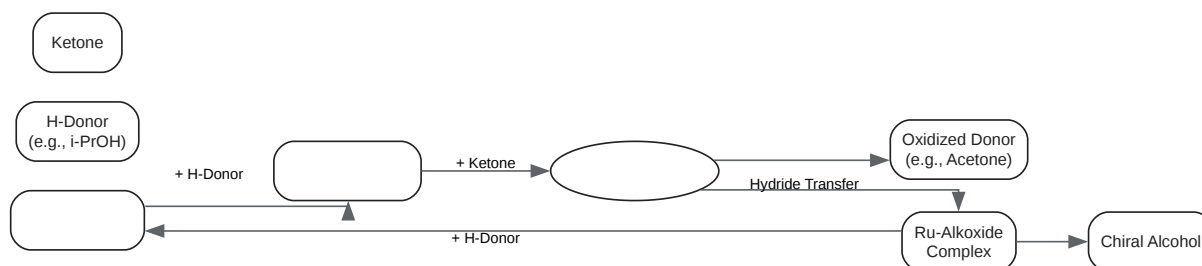 Ketone
H-Donor
(e.g., i-PrOH)
+ H-Donor
+ Ketone
Oxidized Donor
(e.g., Acetone)
Hydride Transfer
+ H-Donor
Ru-Alkoxide
Complex
Chiral Alcohol